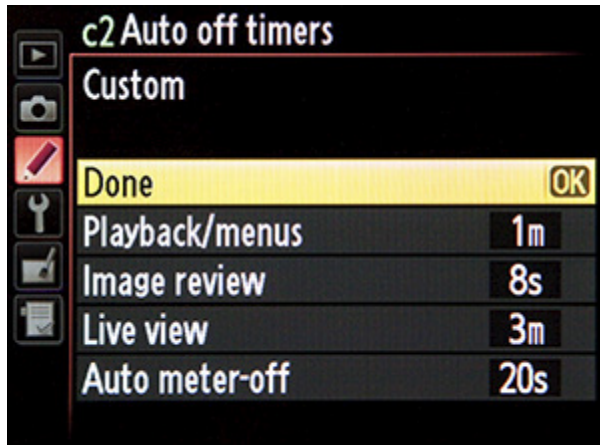 c2 Auto off timers
Custom
Done OK
Playback/menus 1m
Image review 8s
Live view 3m
Auto meter-off 20s